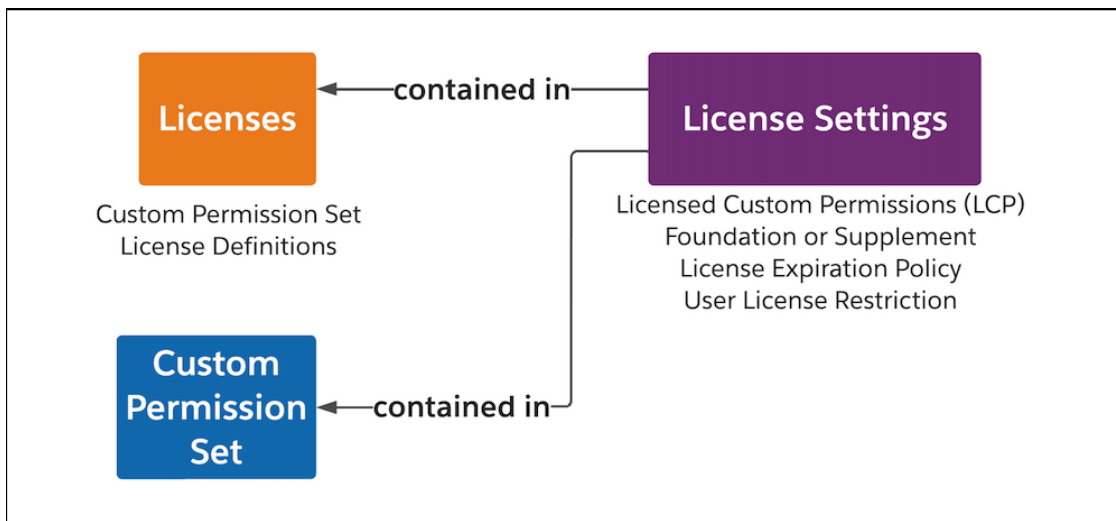 Licenses
contained in
License Settings
Custom Permission Set
License Definitions
Licensed Custom Permissions (LCP)
Foundation or Supplement
License Expiration Policy
User License Restriction
Custom
Permission
Set
contained in